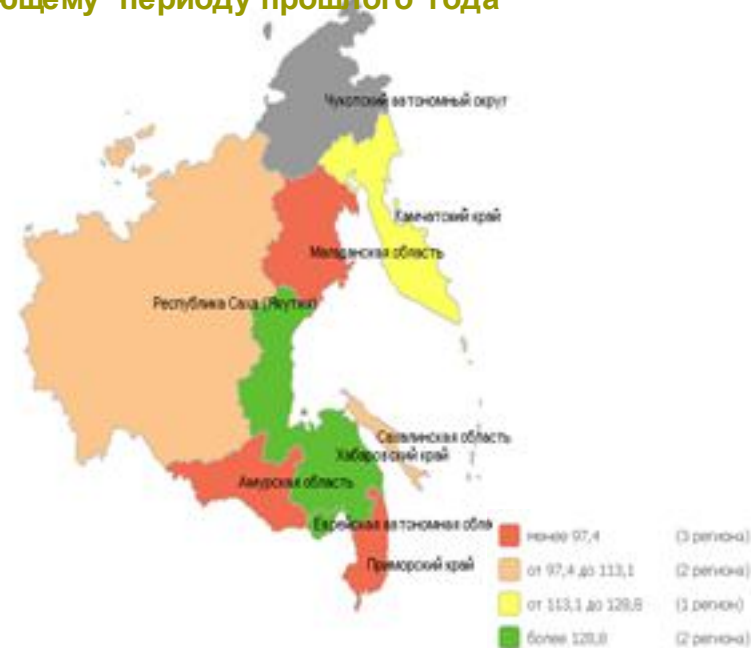 ющему периоду прошлого года
Чукотский автономный округ
Камчатский край
Магаданская область
Республика Саха (Якутия)
Сахалинская область
Хабаровский край
Амурская область
Еврейская автономная обла
Приморский край
менее 97,4 (3 региона)
от 97,4 до 113,1 (2 региона)
от 113,1 до 128,8 (1 регион)
более 128,8 (2 региона)